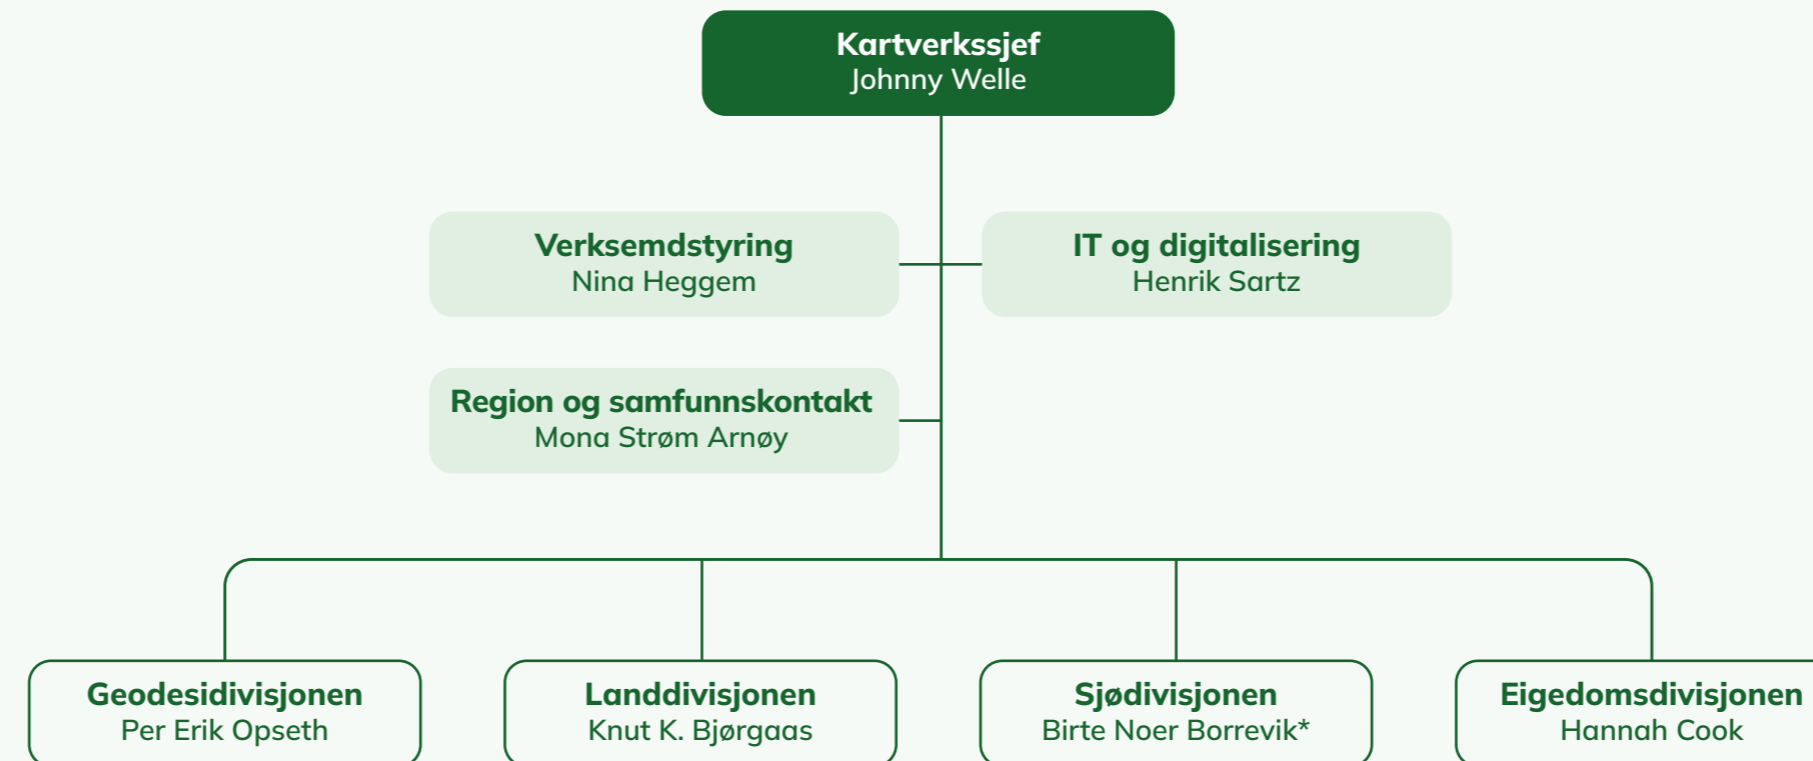 Kartverkssjef
Johnny Welle
Verksemdstyring
Nina Heggem
IT og digitalisering
Henrik Sartz
Region og samfunnskontakt
Mona Strøm Arnøy
Geodesidivisjonen
Per Erik Opseth
Landdivisjonen
Knut K. Bjørgaas
Sjødivisjonen
Birte Noer Borrevik*
Eigedomsdivisjonen
Hannah Cook